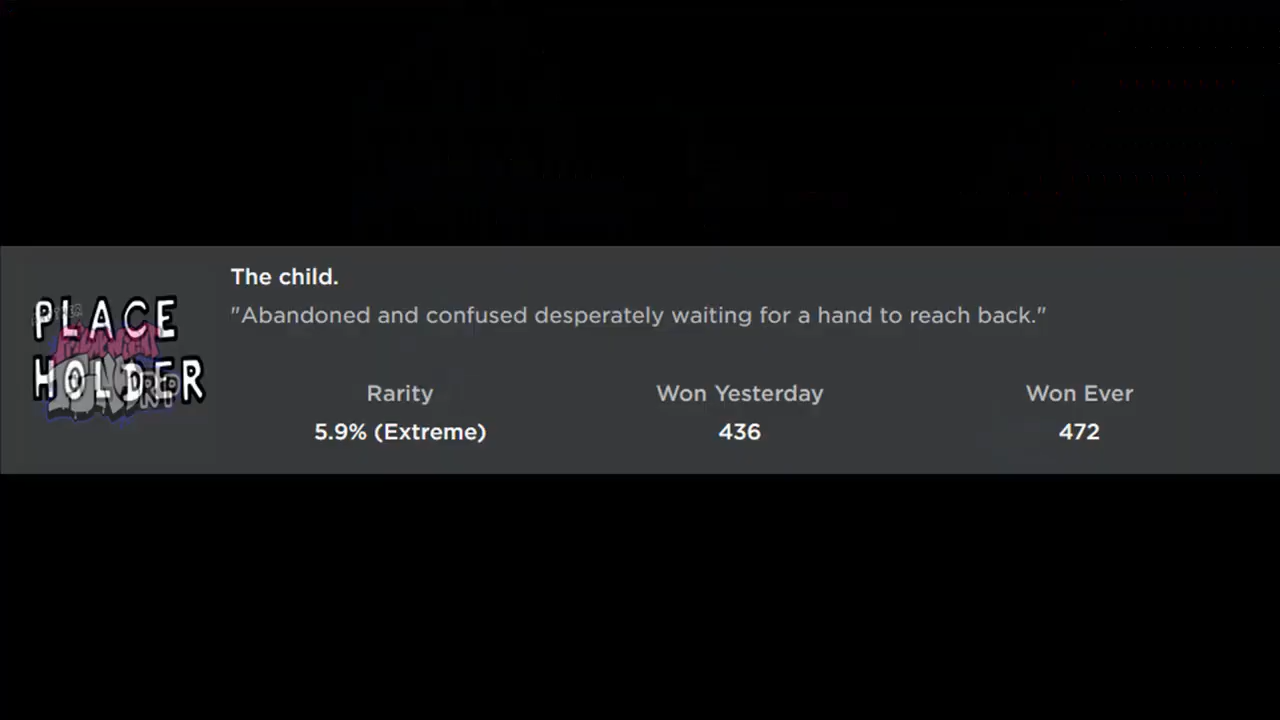 PLACE
HOLDER
The child.
"Abandoned and confused desperately waiting for a hand to reach back."
Rarity
Won Yesterday
Won Ever
5.9% (Extreme)
436
472